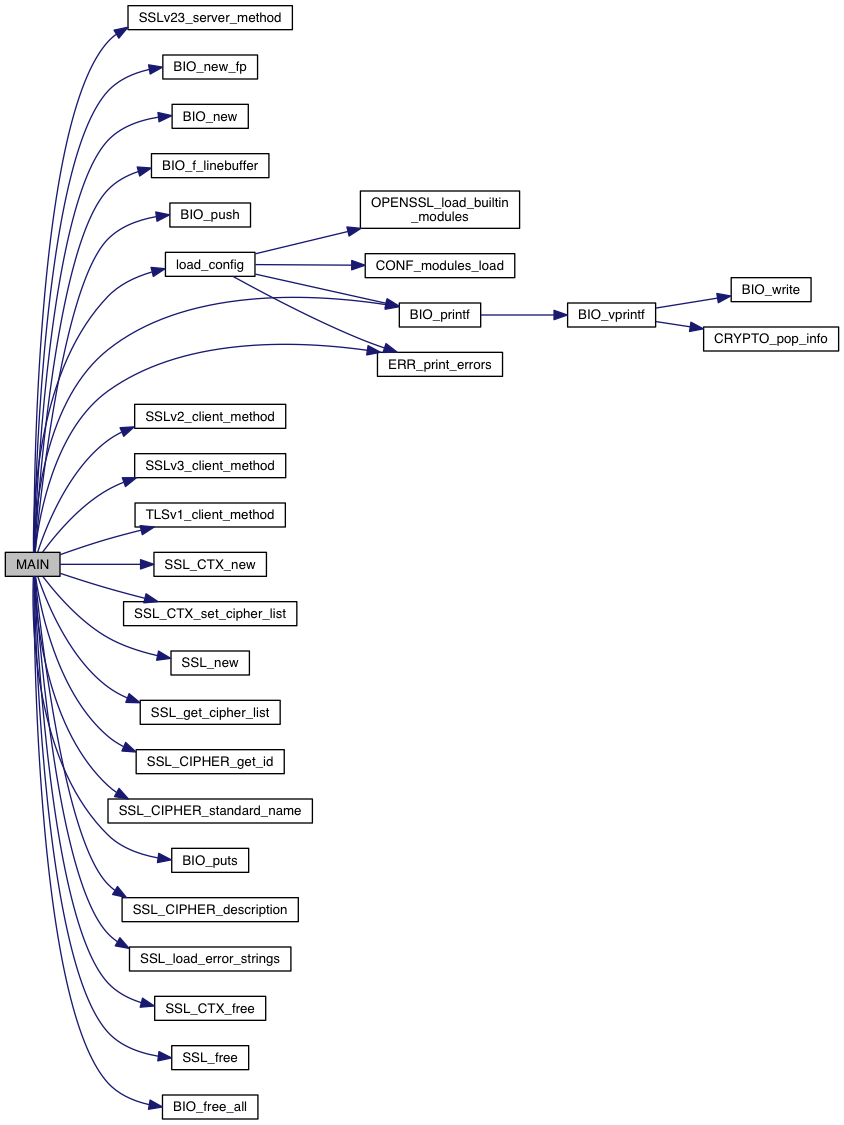 SSLv23_server_method
BIO_new_fp
BIO_new
BIO_f_linebuffer
BIO_push
OPENSSL_load_builtin
_modules
load_config
CONF_modules_load
BIO_write
BIO_printf
BIO_vprintf
CRYPTO_pop_info
ERR_print_errors
SSLv2_client_method
SSLv3_client_method
TLSv1_client_method
MAIN
SSL_CTX_new
SSL_CTX_set_cipher_list
SSL_new
SSL_get_cipher_list
SSL_CIPHER_get_id
SSL_CIPHER_standard_name
BIO_puts
SSL_CIPHER_description
SSL_load_error_strings
SSL_CTX_free
SSL_free
BIO_free_all